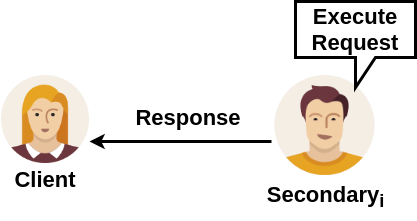 Execute
Request
Response
Client
Secondaryᵢ